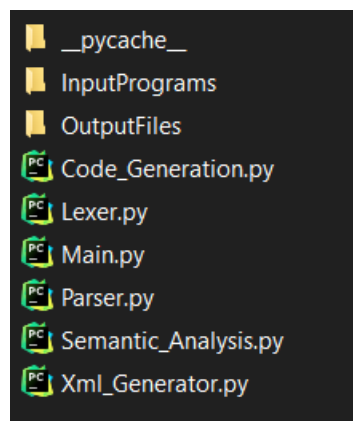 __pycache__
InputPrograms
OutputFiles
Code_Generation.py
Lexer.py
Main.py
Parser.py
Semantic_Analysis.py
Xml_Generator.py